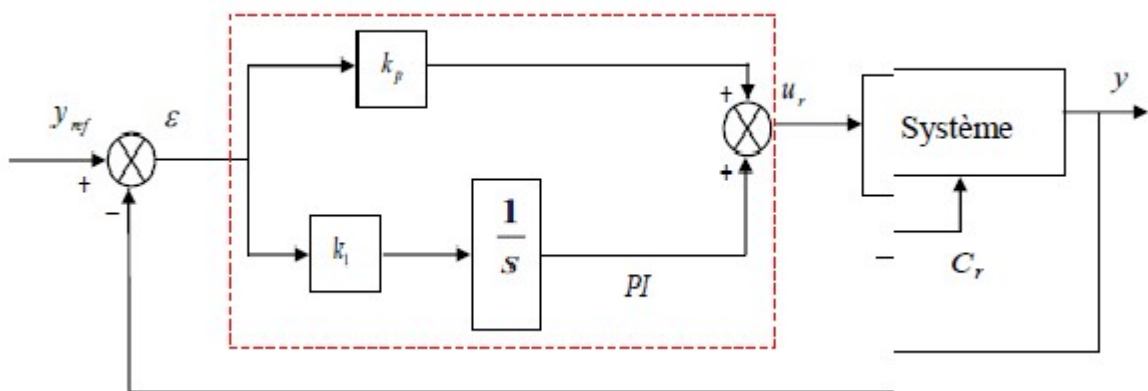 y_ref
ε
+
−
k_p
k_1
1
s
PI
+
+
u_r
Système
y
C_r